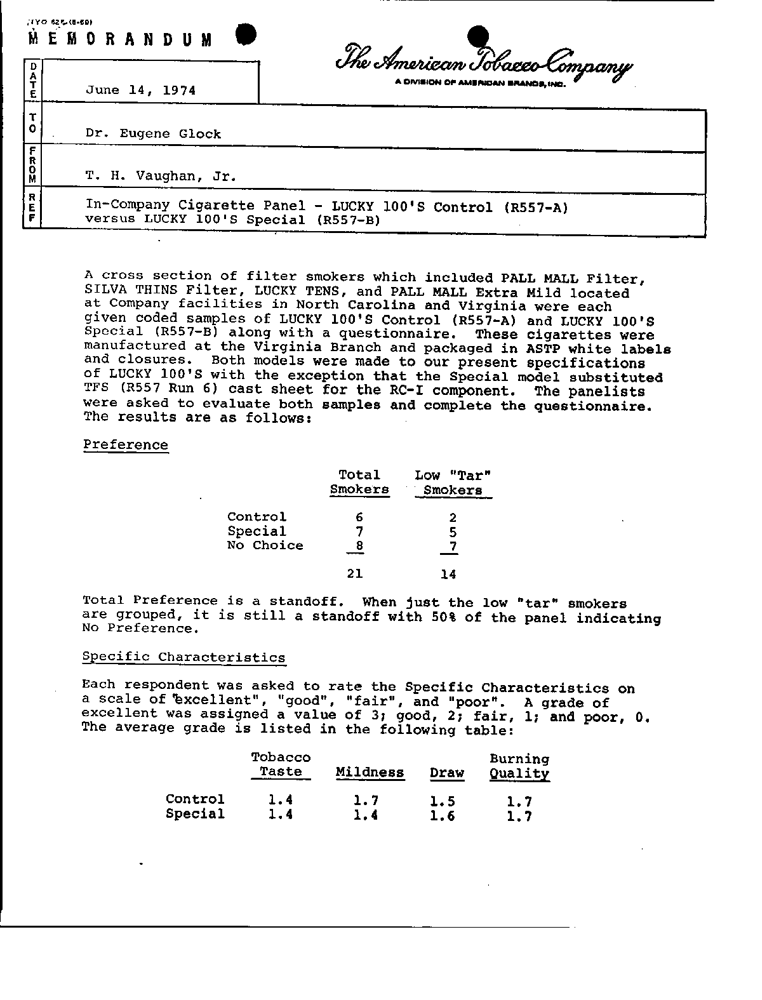 MEMORANDUM
The American Tobacco Company
A DIVISION OF AMERICAN BRANDS, INC.
DATE
June 14, 1974
TO
Dr. Eugene Glock
FROM
T. H. Vaughan, Jr.
REF
In-Company Cigarette Panel - LUCKY 100'S Control (R557-A)
versus LUCKY 100'S Special (R557-B)
A cross section of filter smokers which included PALL MALL Filter,
SILVA THINS Filter, LUCKY TENS, and PALL MALL Extra Mild located
at Company facilities in North Carolina and Virginia were each
given coded samples of LUCKY 100'S Control (R557-A) and LUCKY 100'S
Special (R557-B) along with a questionnaire. These cigarettes were
manufactured at the Virginia Branch and packaged in ASTP white labels
and closures. Both models were made to our present specifications
of LUCKY 100'S with the exception that the Special model substituted
TFS (R557 Run 6) cast sheet for the RC-I component. The panelists
were asked to evaluate both samples and complete the questionnaire.
The results are as follows:
Preference
Total Low "Tar"
Smokers Smokers
Control 6 2
Special 7 5
No Choice 8 7
21 14
Total Preference is a standoff. When just the low "tar" smokers
are grouped, it is still a standoff with 50% of the panel indicating
No Preference.
Specific Characteristics
Each respondent was asked to rate the Specific Characteristics on
a scale of "excellent", "good", "fair", and "poor". A grade of
excellent was assigned a value of 3; good, 2; fair, 1; and poor, 0.
The average grade is listed in the following table:
Tobacco Burning
Taste Mildness Draw Quality
Control 1.4 1.7 1.5 1.7
Special 1.4 1.4 1.6 1.7